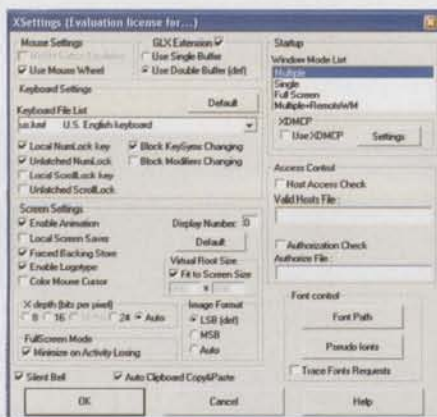 XSettings (Evaluation license for...)
Mouse Settings
Use Mouse Wheel
GLX Extension
Use Single Buffer
Use Double Buffer (def)
Keyboard Settings
Keyboard File List
Default
us.kmf U.S. English keyboard
Local NumLock key
Block KeySyms Changing
Unlatched NumLock
Block Modifiers Changing
Local ScrollLock key
Unlatched ScrollLock
Screen Settings
Enable Animation
Display Number: 0
Local Screen Saver
Default
Forced Backing Store
Virtual Root Size
Enable Logotype
Fit to Screen Size
Color Mouse Cursor
x
X depth (bits per pixel)
8 16 24 Auto
Image Format
LSB (def)
MSB
Auto
FullScreen Mode
Minimize on Activity Losing
Silent Bell
Auto Clipboard Copy&Paste
Startup
Window Mode List
Multiple
Single
Full Screen
Multiple+RemoteWM
XDMCP
Use XDMCP
Settings
Access Control
Host Access Check
Valid Hosts File :
Authorization Check
Authorize File :
Font control
Font Path
Pseudo fonts
Trace Fonts Requests
OK
Cancel
Help